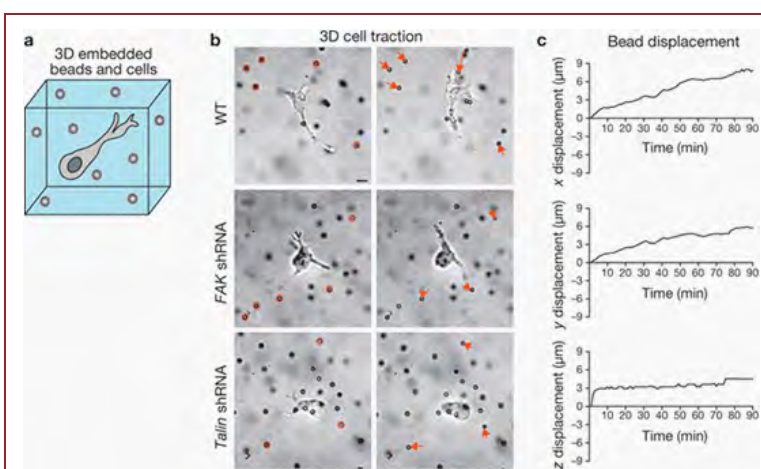 a
3D embedded
beads and cells
b
3D cell traction
WT
FAK shRNA
Talin shRNA
c
Bead displacement
x displacement (μm)
9
6
3
0
-3
-6
-9
10 20 30 40 50 60 70 80 90
Time (min)
y displacement (μm)
9
6
3
0
-3
-6
-9
10 20 30 40 50 60 70 80 90
Time (min)
z displacement (μm)
9
6
3
0
-3
-6
-9
10 20 30 40 50 60 70 80 90
Time (min)